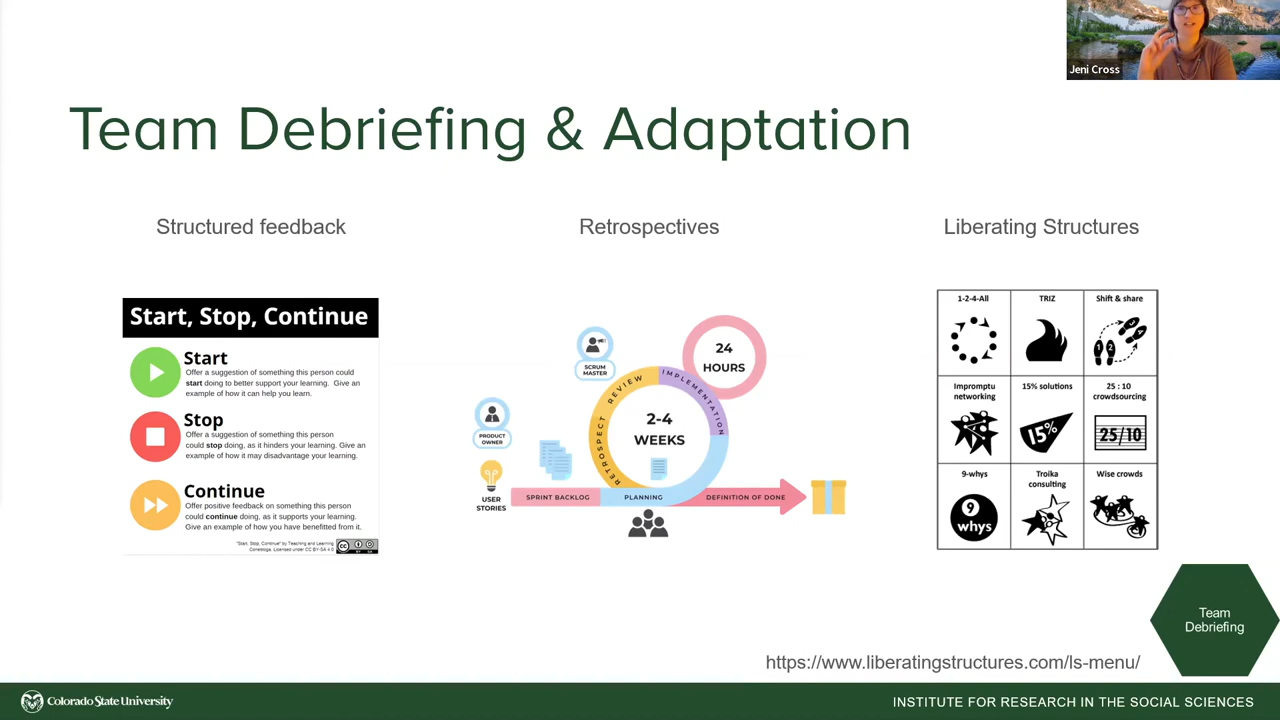 Jeni Cross
Team Debriefing & Adaptation
Structured feedback
Start, Stop, Continue
Start
Offer a suggestion of something this person could
start doing to better support your learning. Give an
example of how it can help you learn.
Stop
Offer a suggestion of something this person
could stop doing, as it hinders your learning. Give an
example of how it may disadvantage your learning.
Continue
Offer positive feedback on something this person
could continue doing, as it supports your learning.
Give an example of how you have benefitted from it.
"Start, Stop, Continue" by Teaching and Learning
Conestoga. Licensed under CC BY-SA 4.0
CC
BY
SA
Retrospectives
24
HOURS
SCRUM
MASTER
RETROSPECT
REVIEW
IMPLEMENTATION
2-4
WEEKS
PRODUCT
OWNER
USER
STORIES
SPRINT BACKLOG
PLANNING
DEFINITION OF DONE
Liberating Structures
1-2-4-All
TRIZ
Shift & share
1 2 3 4
Impromptu
networking
15% solutions
25 : 10
crowdsourcing
15%
25/10
9-whys
Troika
consulting
Wise crowds
9
whys
Team
Debriefing
https://www.liberatingstructures.com/ls-menu/
Colorado State University
INSTITUTE FOR RESEARCH IN THE SOCIAL SCIENCES